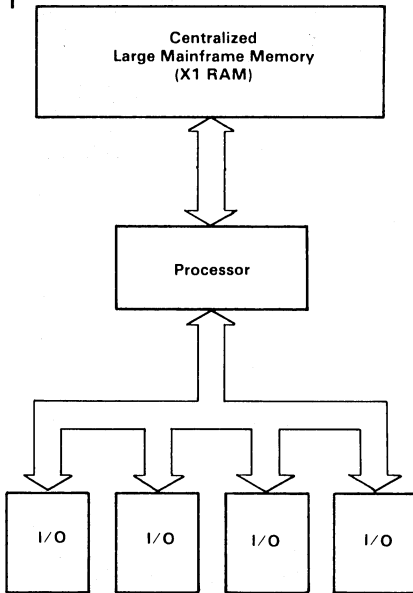 Centralized
Large Mainframe Memory
(X1 RAM)
Processor
I/O
I/O
I/O
I/O